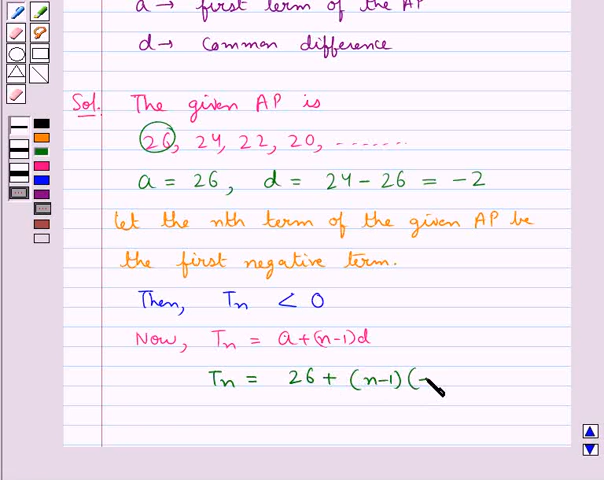 a → first term of the AP
d → Common difference
Sol. The given AP is
26, 24, 22, 20, .......
a = 26, d = 24 - 26 = -2
Let the nth term of the given AP be
the first negative term.
Then, Tn < 0
Now, Tn = a+(n-1)d
Tn = 26 + (n-1)(-